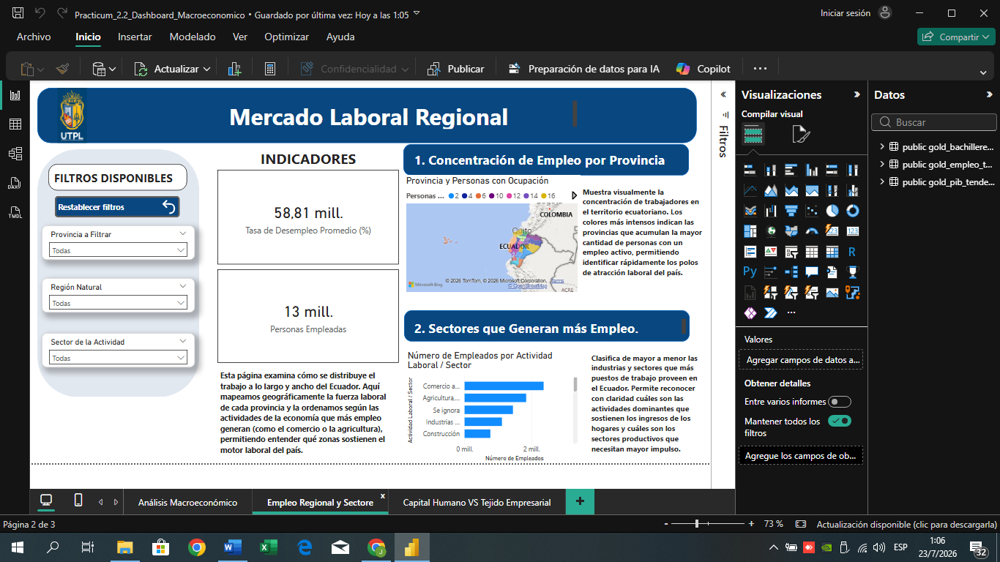 Practicum_2.2_Dashboard_Macroeconomico • Guardado por última vez: Hoy a las 1:05
Iniciar sesión
Archivo
Inicio
Insertar
Modelado
Ver
Optimizar
Ayuda
Compartir
Actualizar
Confidencialidad
Publicar
Preparación de datos para IA
Copilot
UTPL
Mercado Laboral Regional
FILTROS DISPONIBLES
Restablecer filtros
Provincia a Filtrar
Todas
Región Natural
Todas
Sector de la Actividad
Todas
INDICADORES
58,81 mill.
Tasa de Desempleo Promedio (%)
13 mill.
Personas Empleadas
Esta página examina cómo se distribuye el
trabajo a lo largo y ancho del Ecuador. Aquí
mapeamos geográficamente la fuerza laboral
de cada provincia y la ordenamos según las
actividades de la economía que más empleo
generan (como el comercio o la agricultura),
permitiendo entender qué zonas sostienen el
motor laboral del país.
1. Concentración de Empleo por Provincia
Provincia y Personas con Ocupación
Personas ... 2 4 6 10 12 14 16
COLOMBIA
Quito
ECUADOR
Microsoft Bing
© 2026 TomTom, © 2026 Microsoft Corporation, Terms
© OpenStreetMap
ACRE
Muestra visualmente la
concentración de trabajadores en
el territorio ecuatoriano. Los
colores más intensos indican las
provincias que acumulan la mayor
cantidad de personas con un
empleo activo, permitiendo
identificar rápidamente los polos
de atracción laboral del país.
2. Sectores que Generan más Empleo.
Número de Empleados por Actividad
Laboral / Sector
Actividad Laboral / Sector
Comercio a...
Agricultura,...
Se ignora
Industrias ...
Construcción
0 mill.
2 mill.
Número de Empleados
Clasifica de mayor a menor las
industrias y sectores que más
puestos de trabajo proveen en
el Ecuador. Permite reconocer
con claridad cuáles son las
actividades dominantes que
sostienen los ingresos de los
hogares y cuáles son los
sectores productivos que
necesitan mayor impulso.
Filtros
Visualizaciones
Compilar visual
123
123
R
Py
Valores
Agregar campos de datos a...
Obtener detalles
Entre varios informes
Mantener todos los
filtros
Agregue los campos de ob...
Datos
Buscar
public gold_bachillere...
public gold_empleo_t...
public gold_pib_tende...
DAX
TMDL
Análisis Macroeconómico
Empleo Regional y Sectore
x
Capital Humano VS Tejido Empresarial
+
Página 2 de 3
- + 73 %
Actualización disponible (clic para descargarla)
ESP
1:06
23/7/2026
32